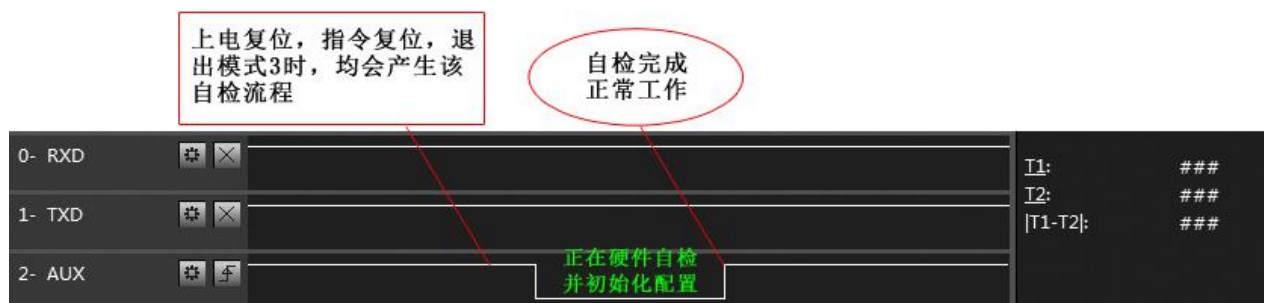 上电复位，指令复位，退
出模式3时，均会产生该
自检流程
自检完成
正常工作
0- RXD
1- TXD
2- AUX
正在硬件自检
并初始化配置
T1: ###
T2: ###
|T1-T2|: ###